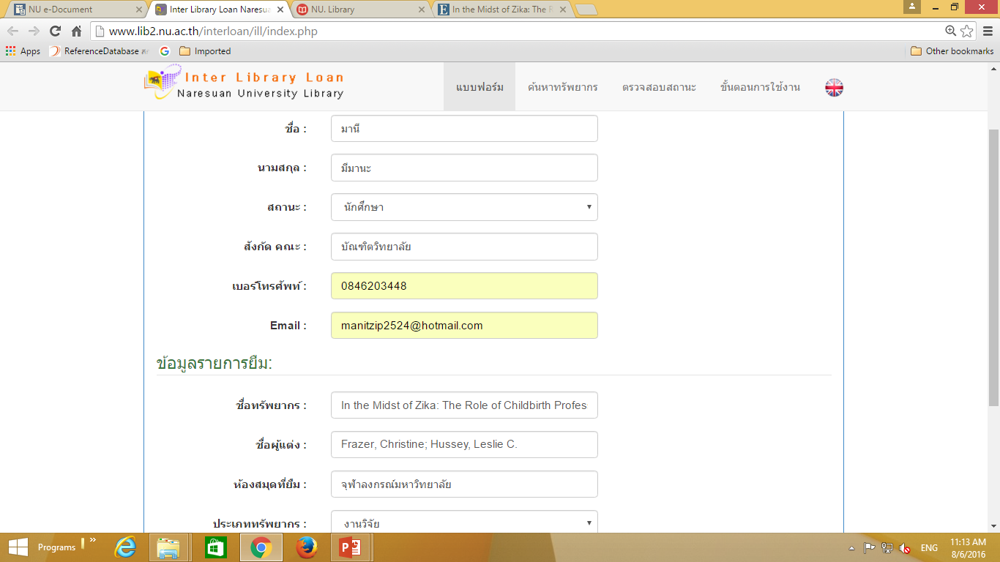 NU e-Document
Inter Library Loan Naresua
NU. Library
In the Midst of Zika: The R
www.lib2.nu.ac.th/interloan/ill/index.php
Apps
ReferenceDatabase
Imported
Other bookmarks
Inter Library Loan
Naresuan University Library
แบบฟอร์ม
ค้นหาทรัพยากร
ตรวจสอบสถานะ
ขั้นตอนการใช้งาน
ชื่อ : มานี
นามสกุล : มีมานะ
สถานะ : นักศึกษา
สังกัด คณะ : บัณฑิตวิทยาลัย
เบอร์โทรศัพท์ : 0846203448
Email : manitzip2524@hotmail.com
ข้อมูลรายการยืม:
ชื่อทรัพยากร : In the Midst of Zika: The Role of Childbirth Profes
ชื่อผู้แต่ง : Frazer, Christine; Hussey, Leslie C.
ห้องสมุดที่ยืม : จุฬาลงกรณ์มหาวิทยาลัย
ประเภททรัพยากร : งานวิจัย
Programs »
ENG
11:13 AM
8/6/2016